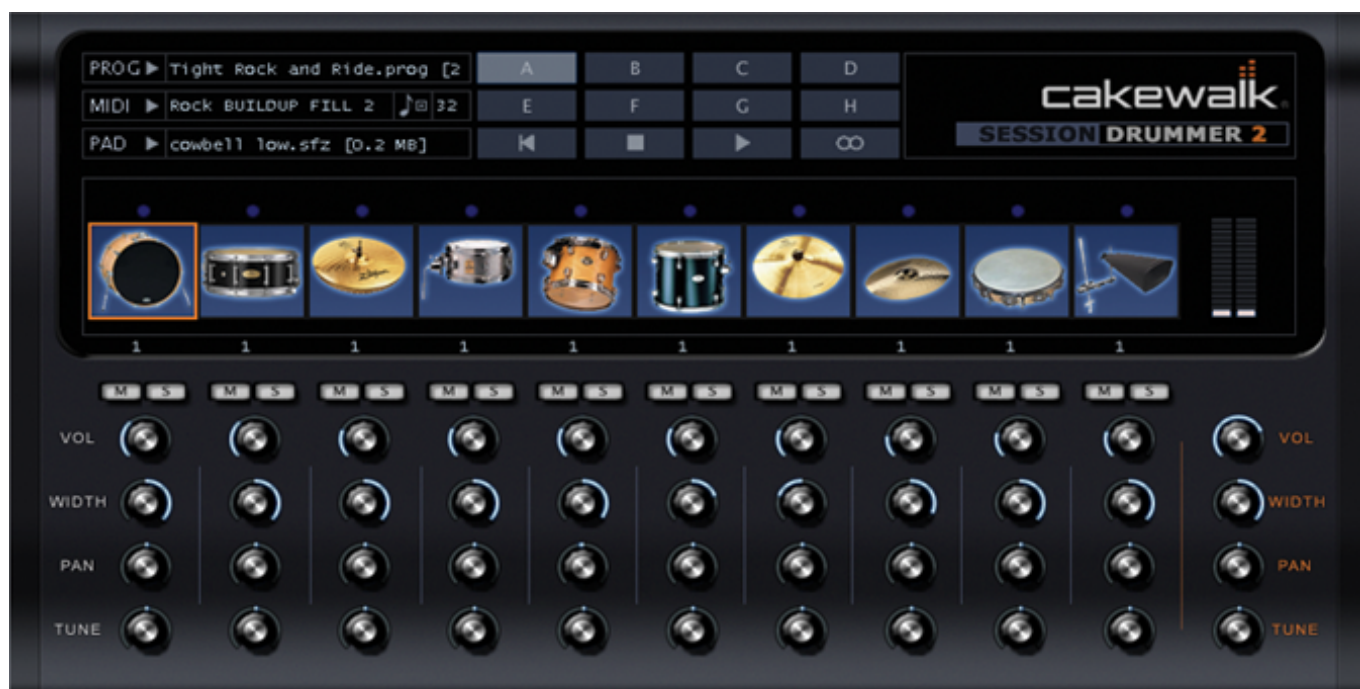 PROG Tight Rock and Ride.prog [2 A B C D
MIDI Rock BUILDUP FILL 2 32 E F G H
PAD cowbell low.sfz [0.2 MB]
cakewalk
SESSION DRUMMER 2
Zildjian
1 1 1 1 1 1 1 1 1 1
M S M S M S M S M S M S M S M S M S M S
VOL VOL
WIDTH WIDTH
PAN PAN
TUNE TUNE